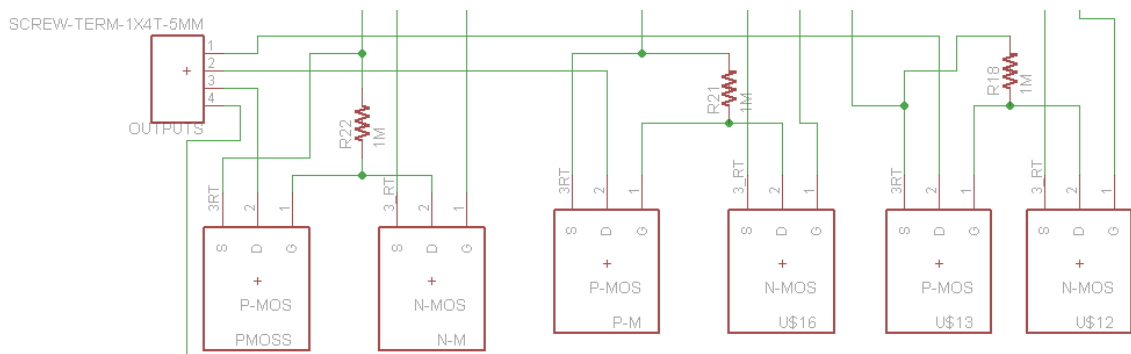 SCREW-TERM-1X4T-5MM
1
2
3
4
OUTPUTS
R22
1M
R21
1M
R18
1M
3RT
2
1
3_RT
2
1
3RT
2
1
3_RT
2
1
3RT
2
1
3_RT
2
1
S D G
S D G
S D G
S D G
S D G
S D G
P-MOS
PMOSS
N-MOS
N-M
P-MOS
P-M
N-MOS
U$16
P-MOS
U$13
N-MOS
U$12